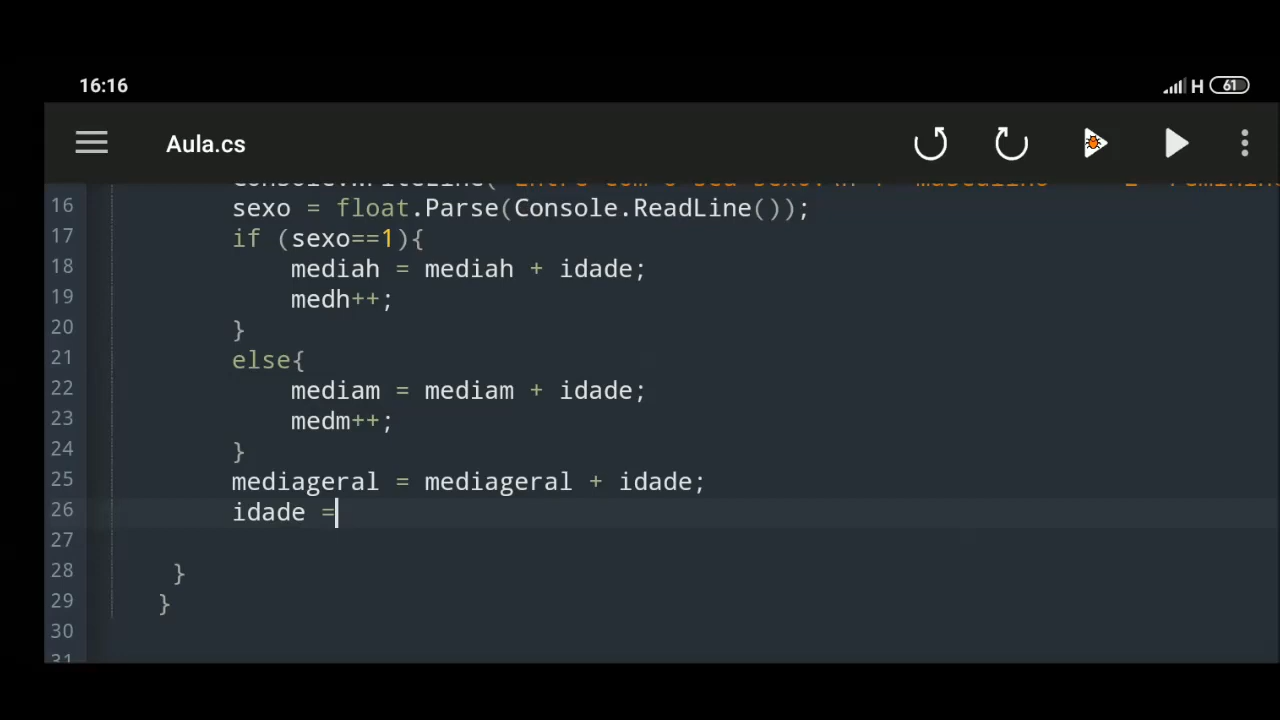 16:16 H 61
Aula.cs
16 sexo = float.Parse(Console.ReadLine());
17 if (sexo==1){
18 mediah = mediah + idade;
19 medh++;
20 }
21 else{
22 mediam = mediam + idade;
23 medm++;
24 }
25 mediageral = mediageral + idade;
26 idade =
27
28 }
29 }
30
31